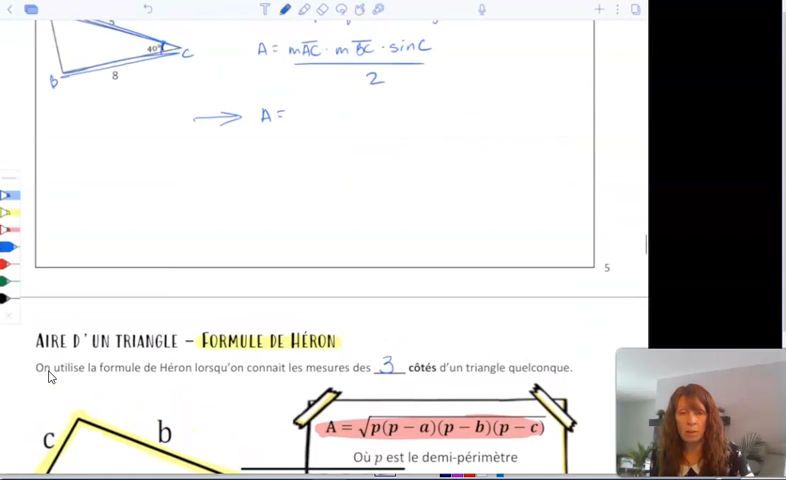 40°
C
B
8
A = mAC · mBC · sinC
2
→ A =
5
AIRE D'UN TRIANGLE – FORMULE DE HÉRON
On utilise la formule de Héron lorsqu'on connait les mesures des 3 côtés d'un triangle quelconque.
c
b
A = √p(p − a)(p − b)(p − c)
Où p est le demi-périmètre